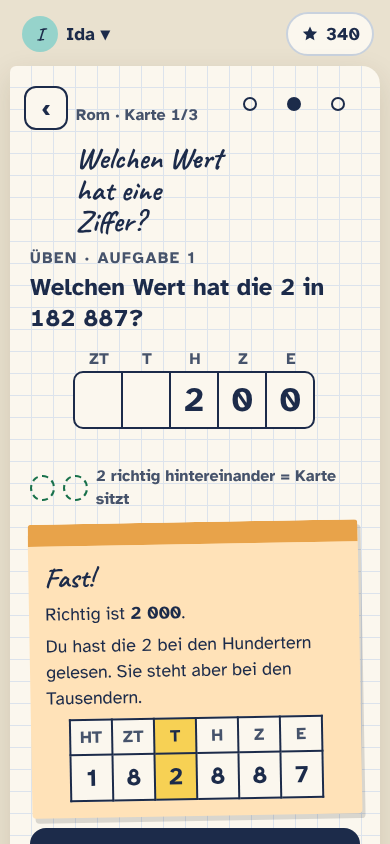 I Ida ▾ ★ 340
‹ Rom · Karte 1/3
Welchen Wert
hat eine
Ziffer?
ÜBEN · AUFGABE 1
Welchen Wert hat die 2 in
182 887?
ZT T H Z E
2 0 0
2 richtig hintereinander = Karte
sitzt
Fast!
Richtig ist 2 000.
Du hast die 2 bei den Hundertern
gelesen. Sie steht aber bei den
Tausendern.
HT ZT T H Z E
1 8 2 8 8 7